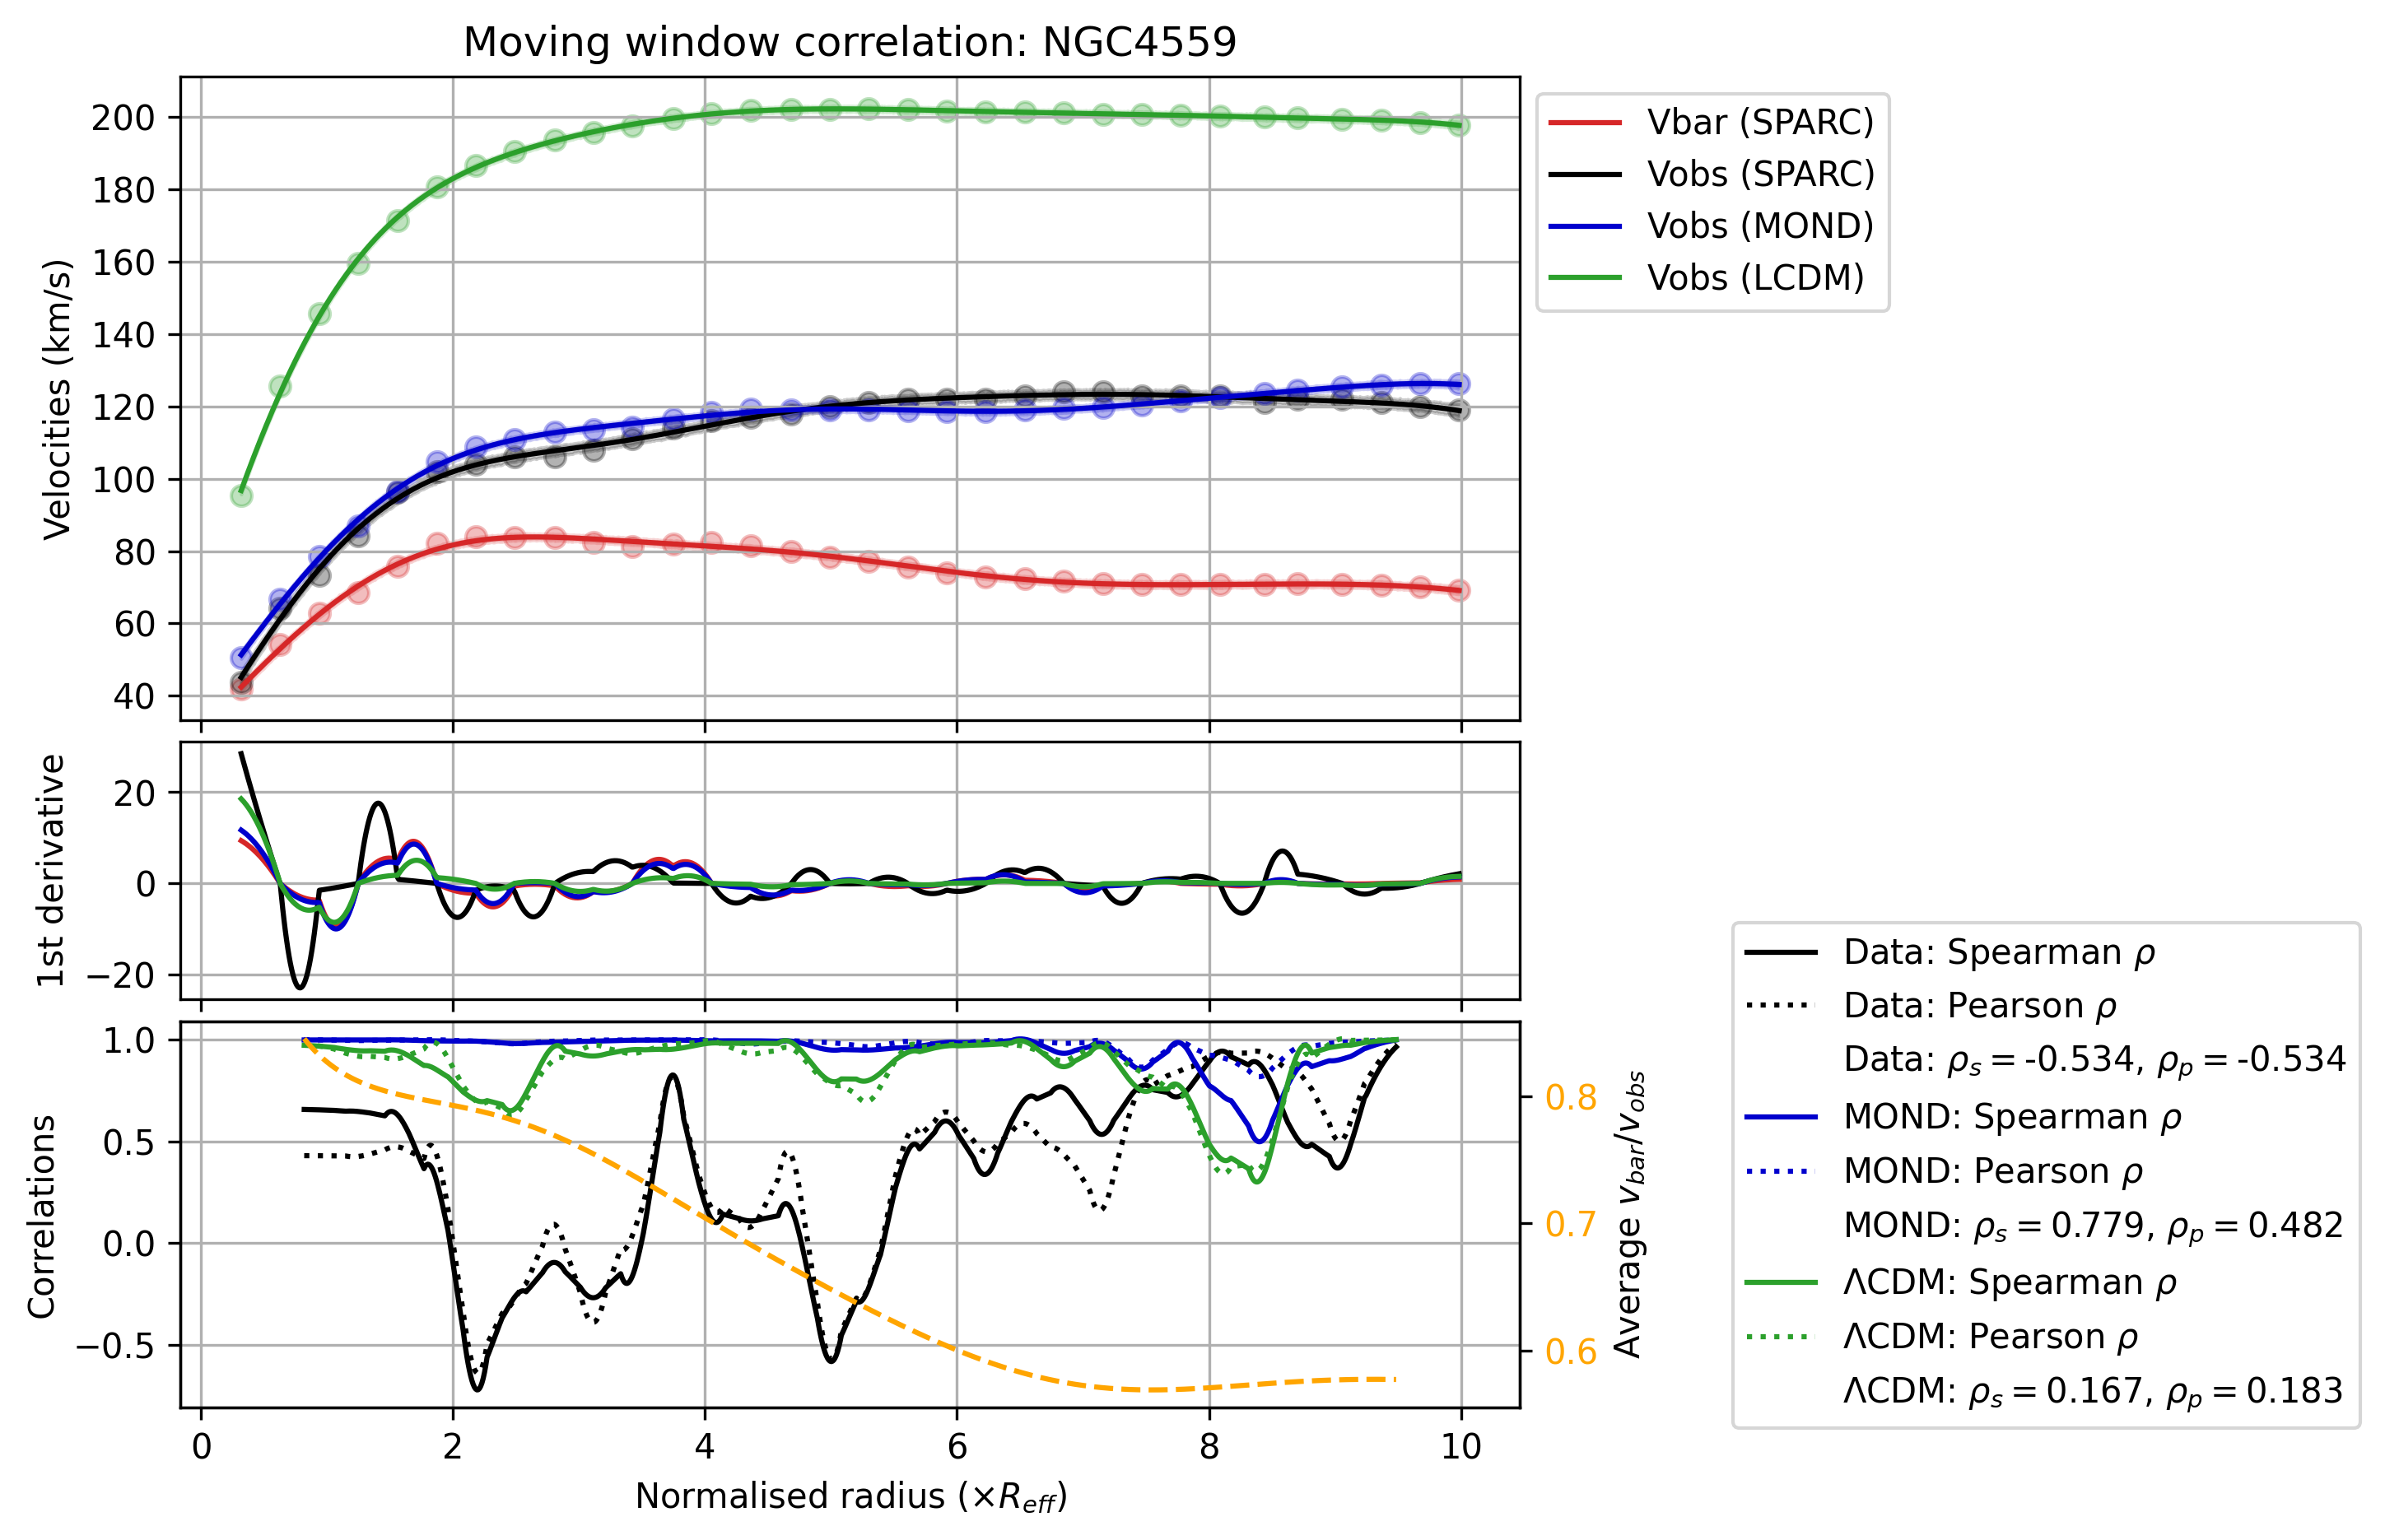 Moving window correlation: NGC4559
Velocities (km/s)
200
180
160
140
120
100
80
60
40
Vbar (SPARC)
Vobs (SPARC)
Vobs (MOND)
Vobs (LCDM)
1st derivative
20
0
−20
Correlations
1.0
0.5
0.0
−0.5
0.8
0.7
0.6
Average v_bar/v_obs
0 2 4 6 8 10
Normalised radius (×R_eff)
Data: Spearman ρ
Data: Pearson ρ
Data: ρ_s = -0.534, ρ_p = -0.534
MOND: Spearman ρ
MOND: Pearson ρ
MOND: ρ_s = 0.779, ρ_p = 0.482
ΛCDM: Spearman ρ
ΛCDM: Pearson ρ
ΛCDM: ρ_s = 0.167, ρ_p = 0.183